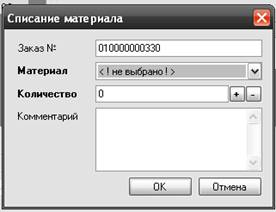 Списание материала
Заказ №: 010000000330
Материал < ! не выбрано ! >
Количество 0 + -
Комментарий
OK Отмена